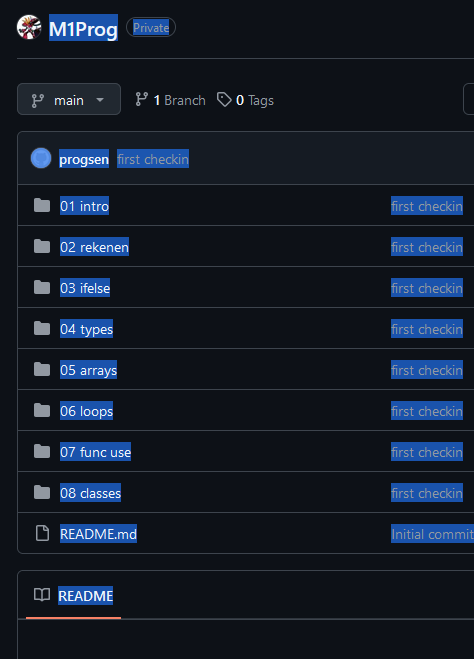 M1Prog Private
main 1 Branch 0 Tags
progsen first checkin
01 intro first checkin
02 rekenen first checkin
03 ifelse first checkin
04 types first checkin
05 arrays first checkin
06 loops first checkin
07 func use first checkin
08 classes first checkin
README.md Initial commit
README